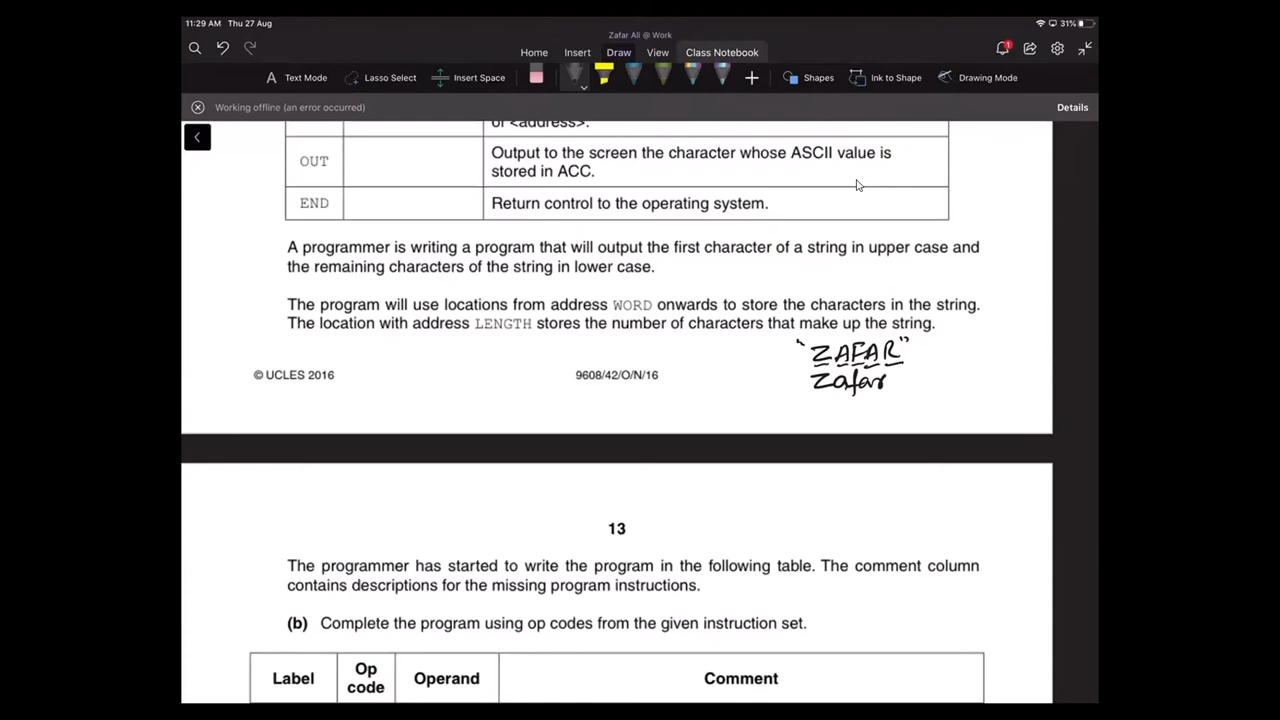 11:29 AM Thu 27 Aug
31%
Zafar Ali @ Work
Home Insert Draw View Class Notebook
1
A Text Mode Lasso Select Insert Space Shapes Ink to Shape Drawing Mode
Working offline (an error occurred) Details
of <address>.
OUT Output to the screen the character whose ASCII value is
stored in ACC.
END Return control to the operating system.
A programmer is writing a program that will output the first character of a string in upper case and
the remaining characters of the string in lower case.
The program will use locations from address WORD onwards to store the characters in the string.
The location with address LENGTH stores the number of characters that make up the string.
"ZAFAR"
Zafar
© UCLES 2016 9608/42/O/N/16
13
The programmer has started to write the program in the following table. The comment column
contains descriptions for the missing program instructions.
(b) Complete the program using op codes from the given instruction set.
Label Op code Operand Comment